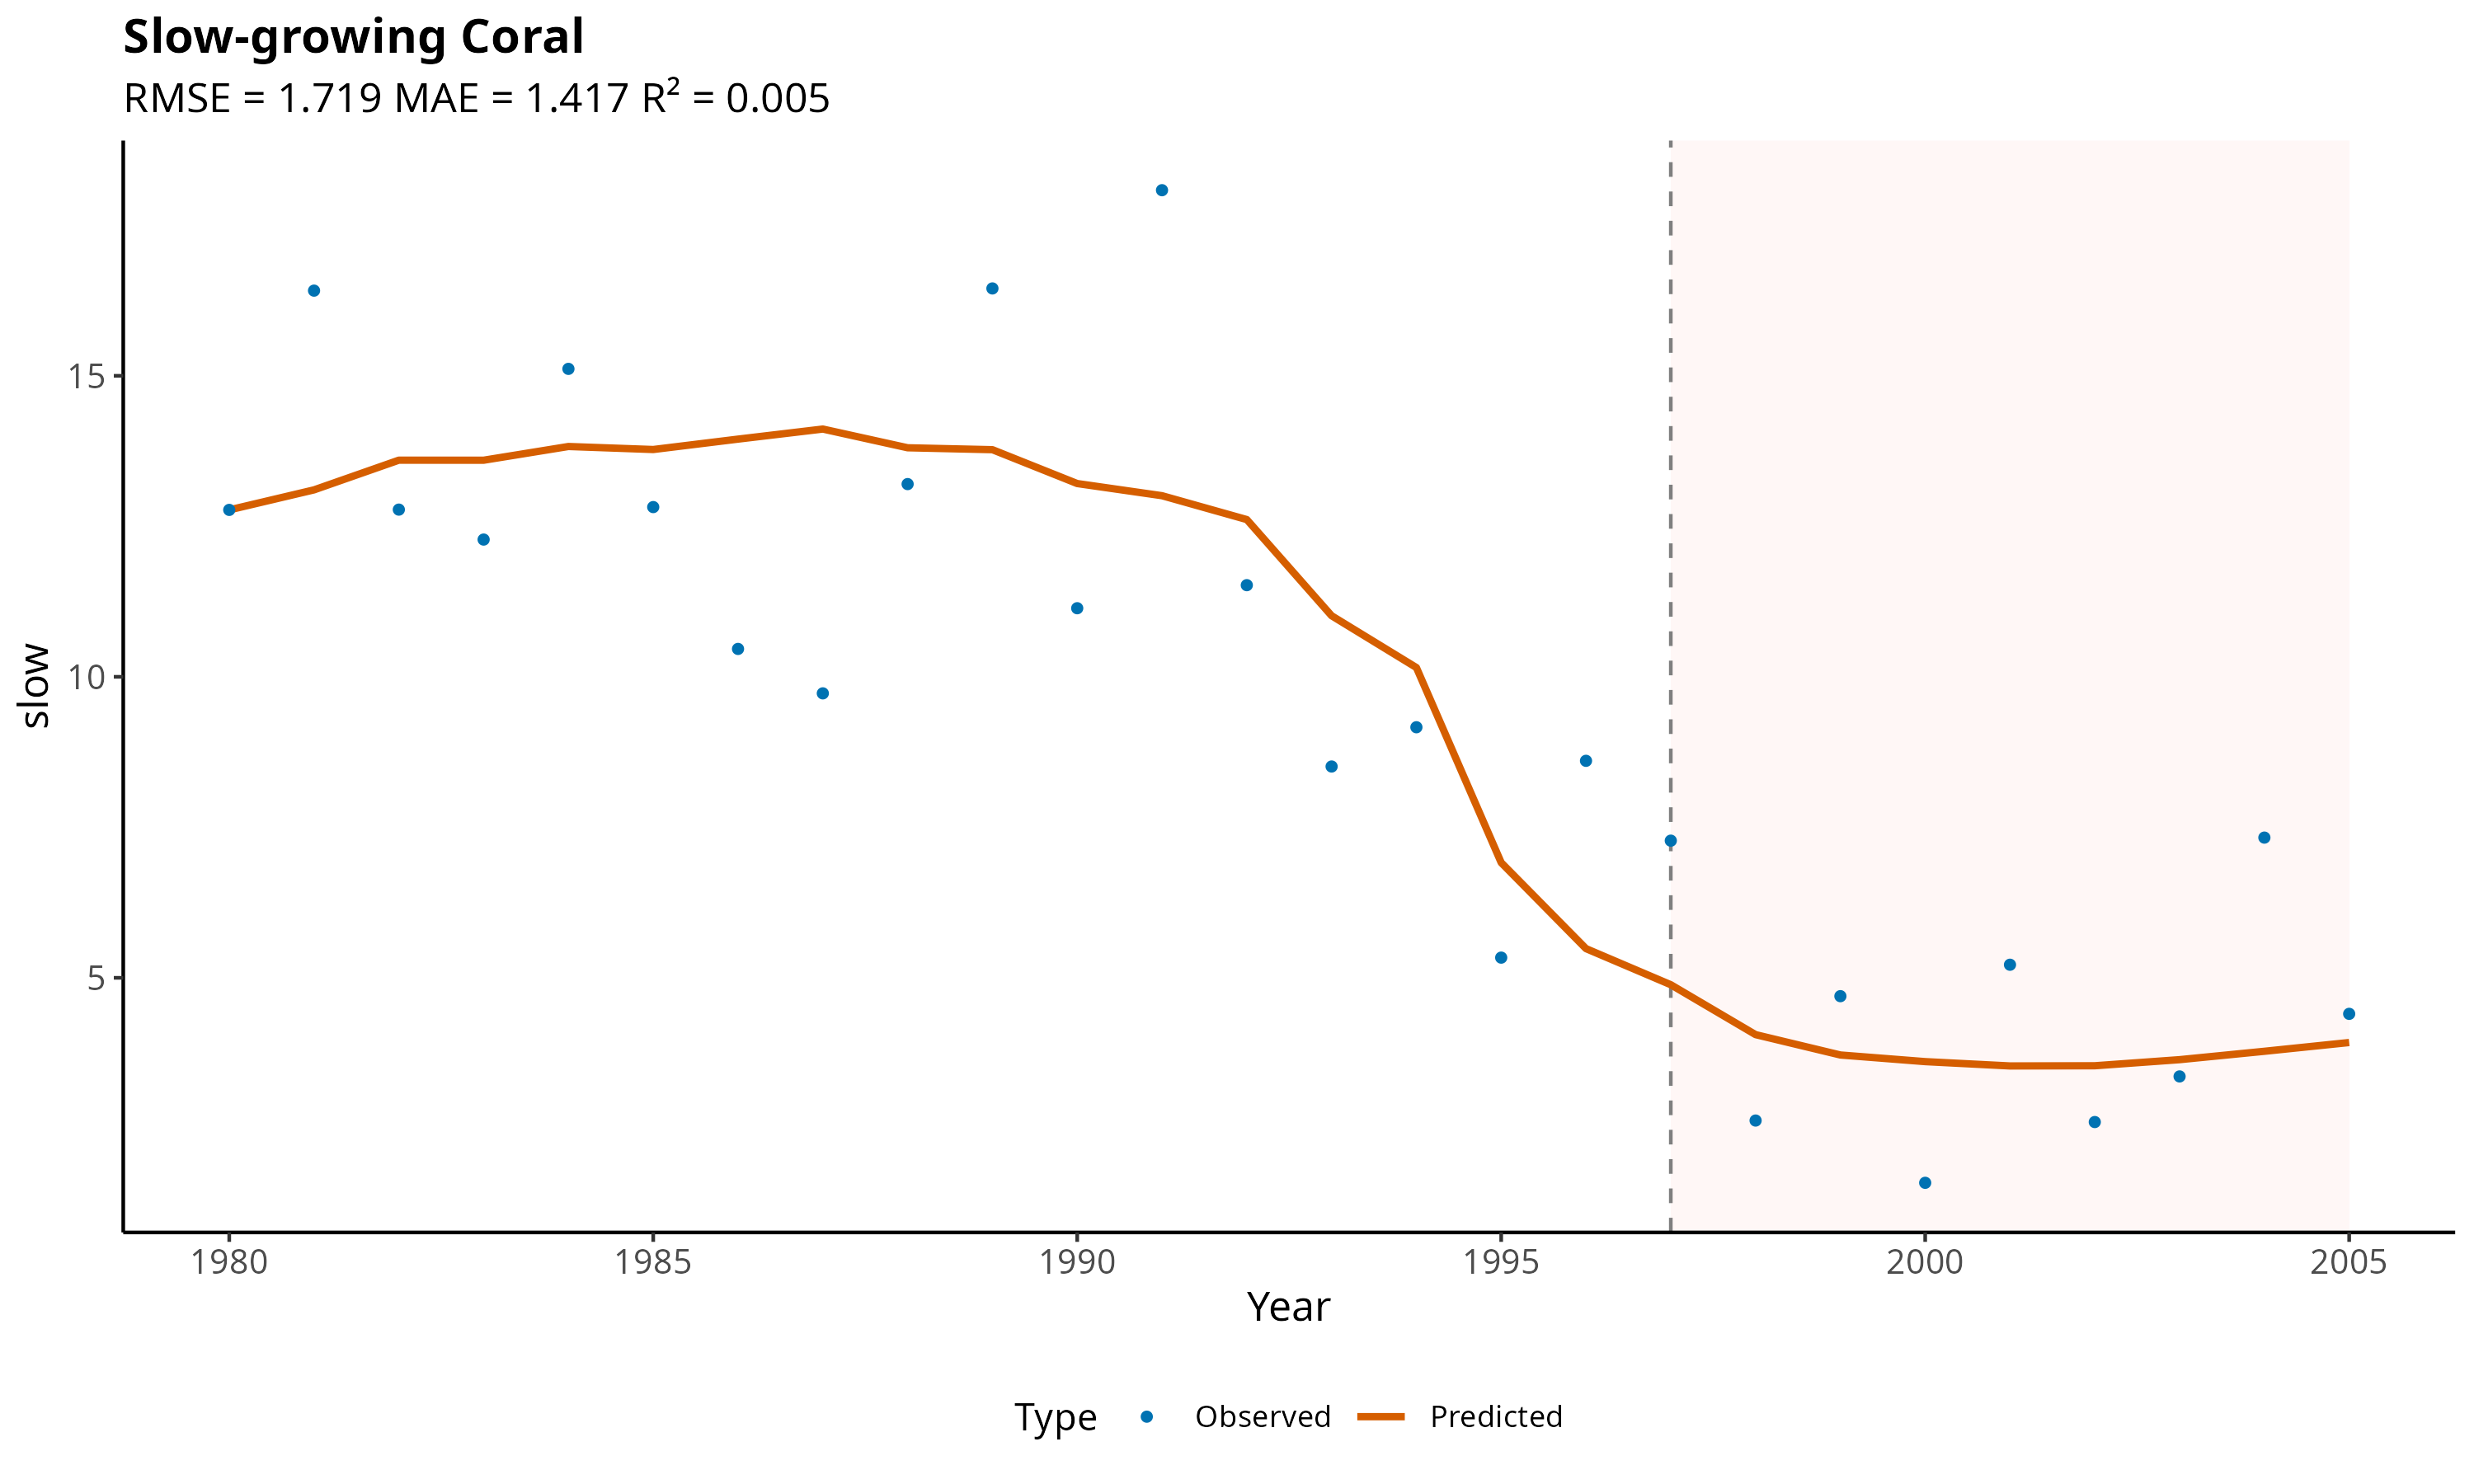 Slow-growing Coral
RMSE = 1.719 MAE = 1.417 R² = 0.005
slow
15
10
5
1980 1985 1990 1995 2000 2005
Year
Type Observed Predicted